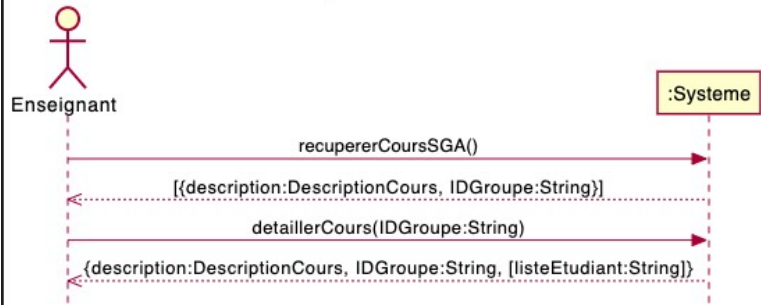 Enseignant
:Systeme
recupererCoursSGA()
[{description:DescriptionCours, IDGroupe:String}]
detaillerCours(IDGroupe:String)
{description:DescriptionCours, IDGroupe:String, [listeEtudiant:String]}